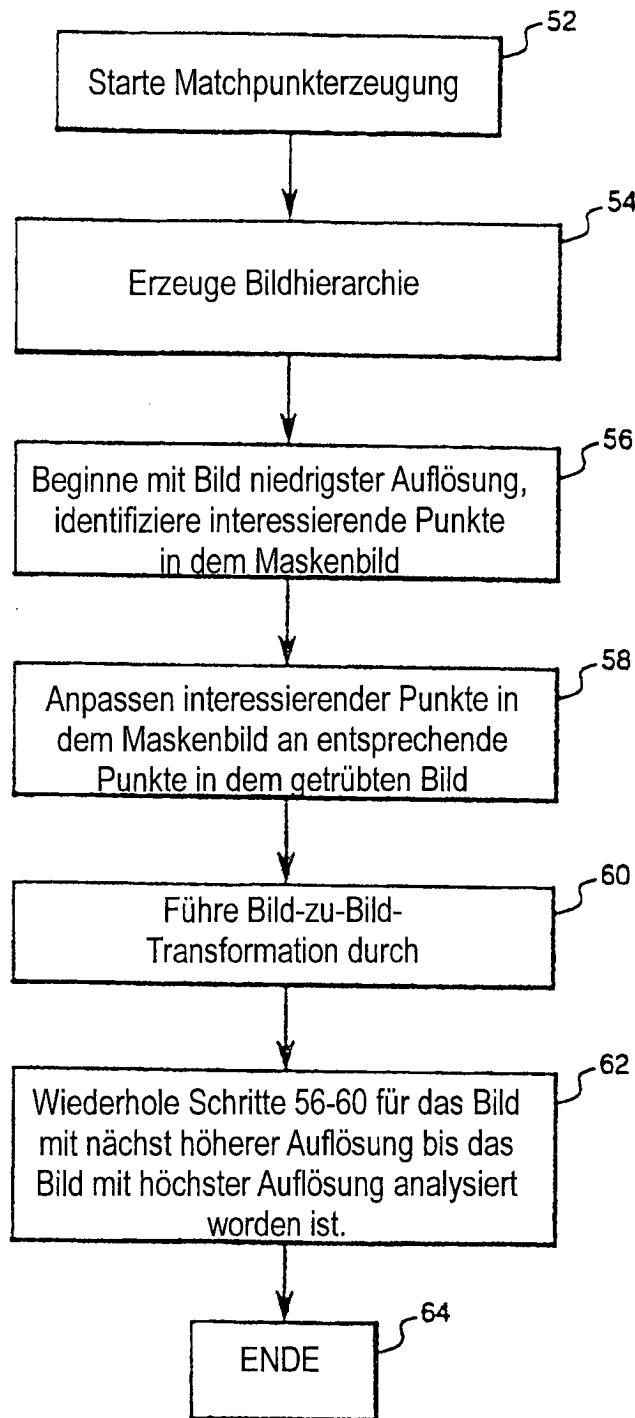 52
Starte Matchpunkterzeugung
54
Erzeuge Bildhierarchie
56
Beginne mit Bild niedrigster Auflösung,
identifiziere interessierende Punkte
in dem Maskenbild
58
Anpassen interessierender Punkte in
dem Maskenbild an entsprechende
Punkte in dem getrübten Bild
60
Führe Bild-zu-Bild-
Transformation durch
62
Wiederhole Schritte 56-60 für das Bild
mit nächst höherer Auflösung bis das
Bild mit höchster Auflösung analysiert
worden ist.
64
ENDE